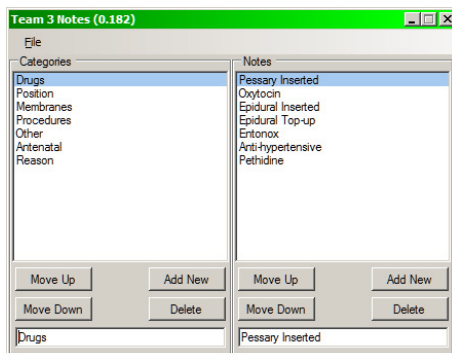 Team 3 Notes (0.182)
File
Categories
Drugs
Position
Membranes
Procedures
Other
Antenatal
Reason
Move Up
Add New
Move Down
Delete
Drugs
Notes
Pessary Inserted
Oxytocin
Epidural Inserted
Epidural Top-up
Entonox
Anti-hypertensive
Pethidine
Move Up
Add New
Move Down
Delete
Pessary Inserted